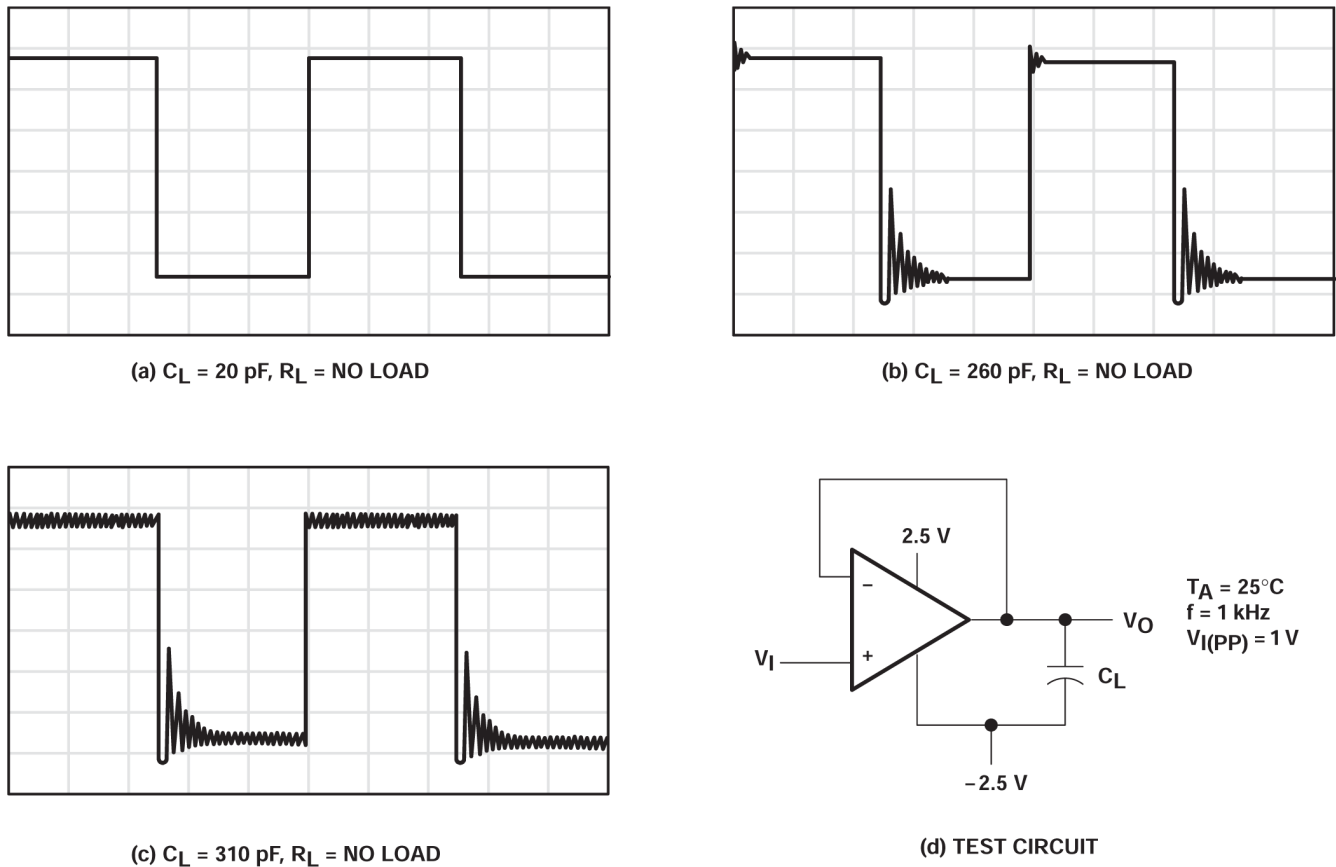 (a) CL = 20 pF, RL = NO LOAD
(b) CL = 260 pF, RL = NO LOAD
(c) CL = 310 pF, RL = NO LOAD
2.5 V
−
+
VI
VO
CL
−2.5 V
TA = 25°C
f = 1 kHz
VI(PP) = 1 V
(d) TEST CIRCUIT